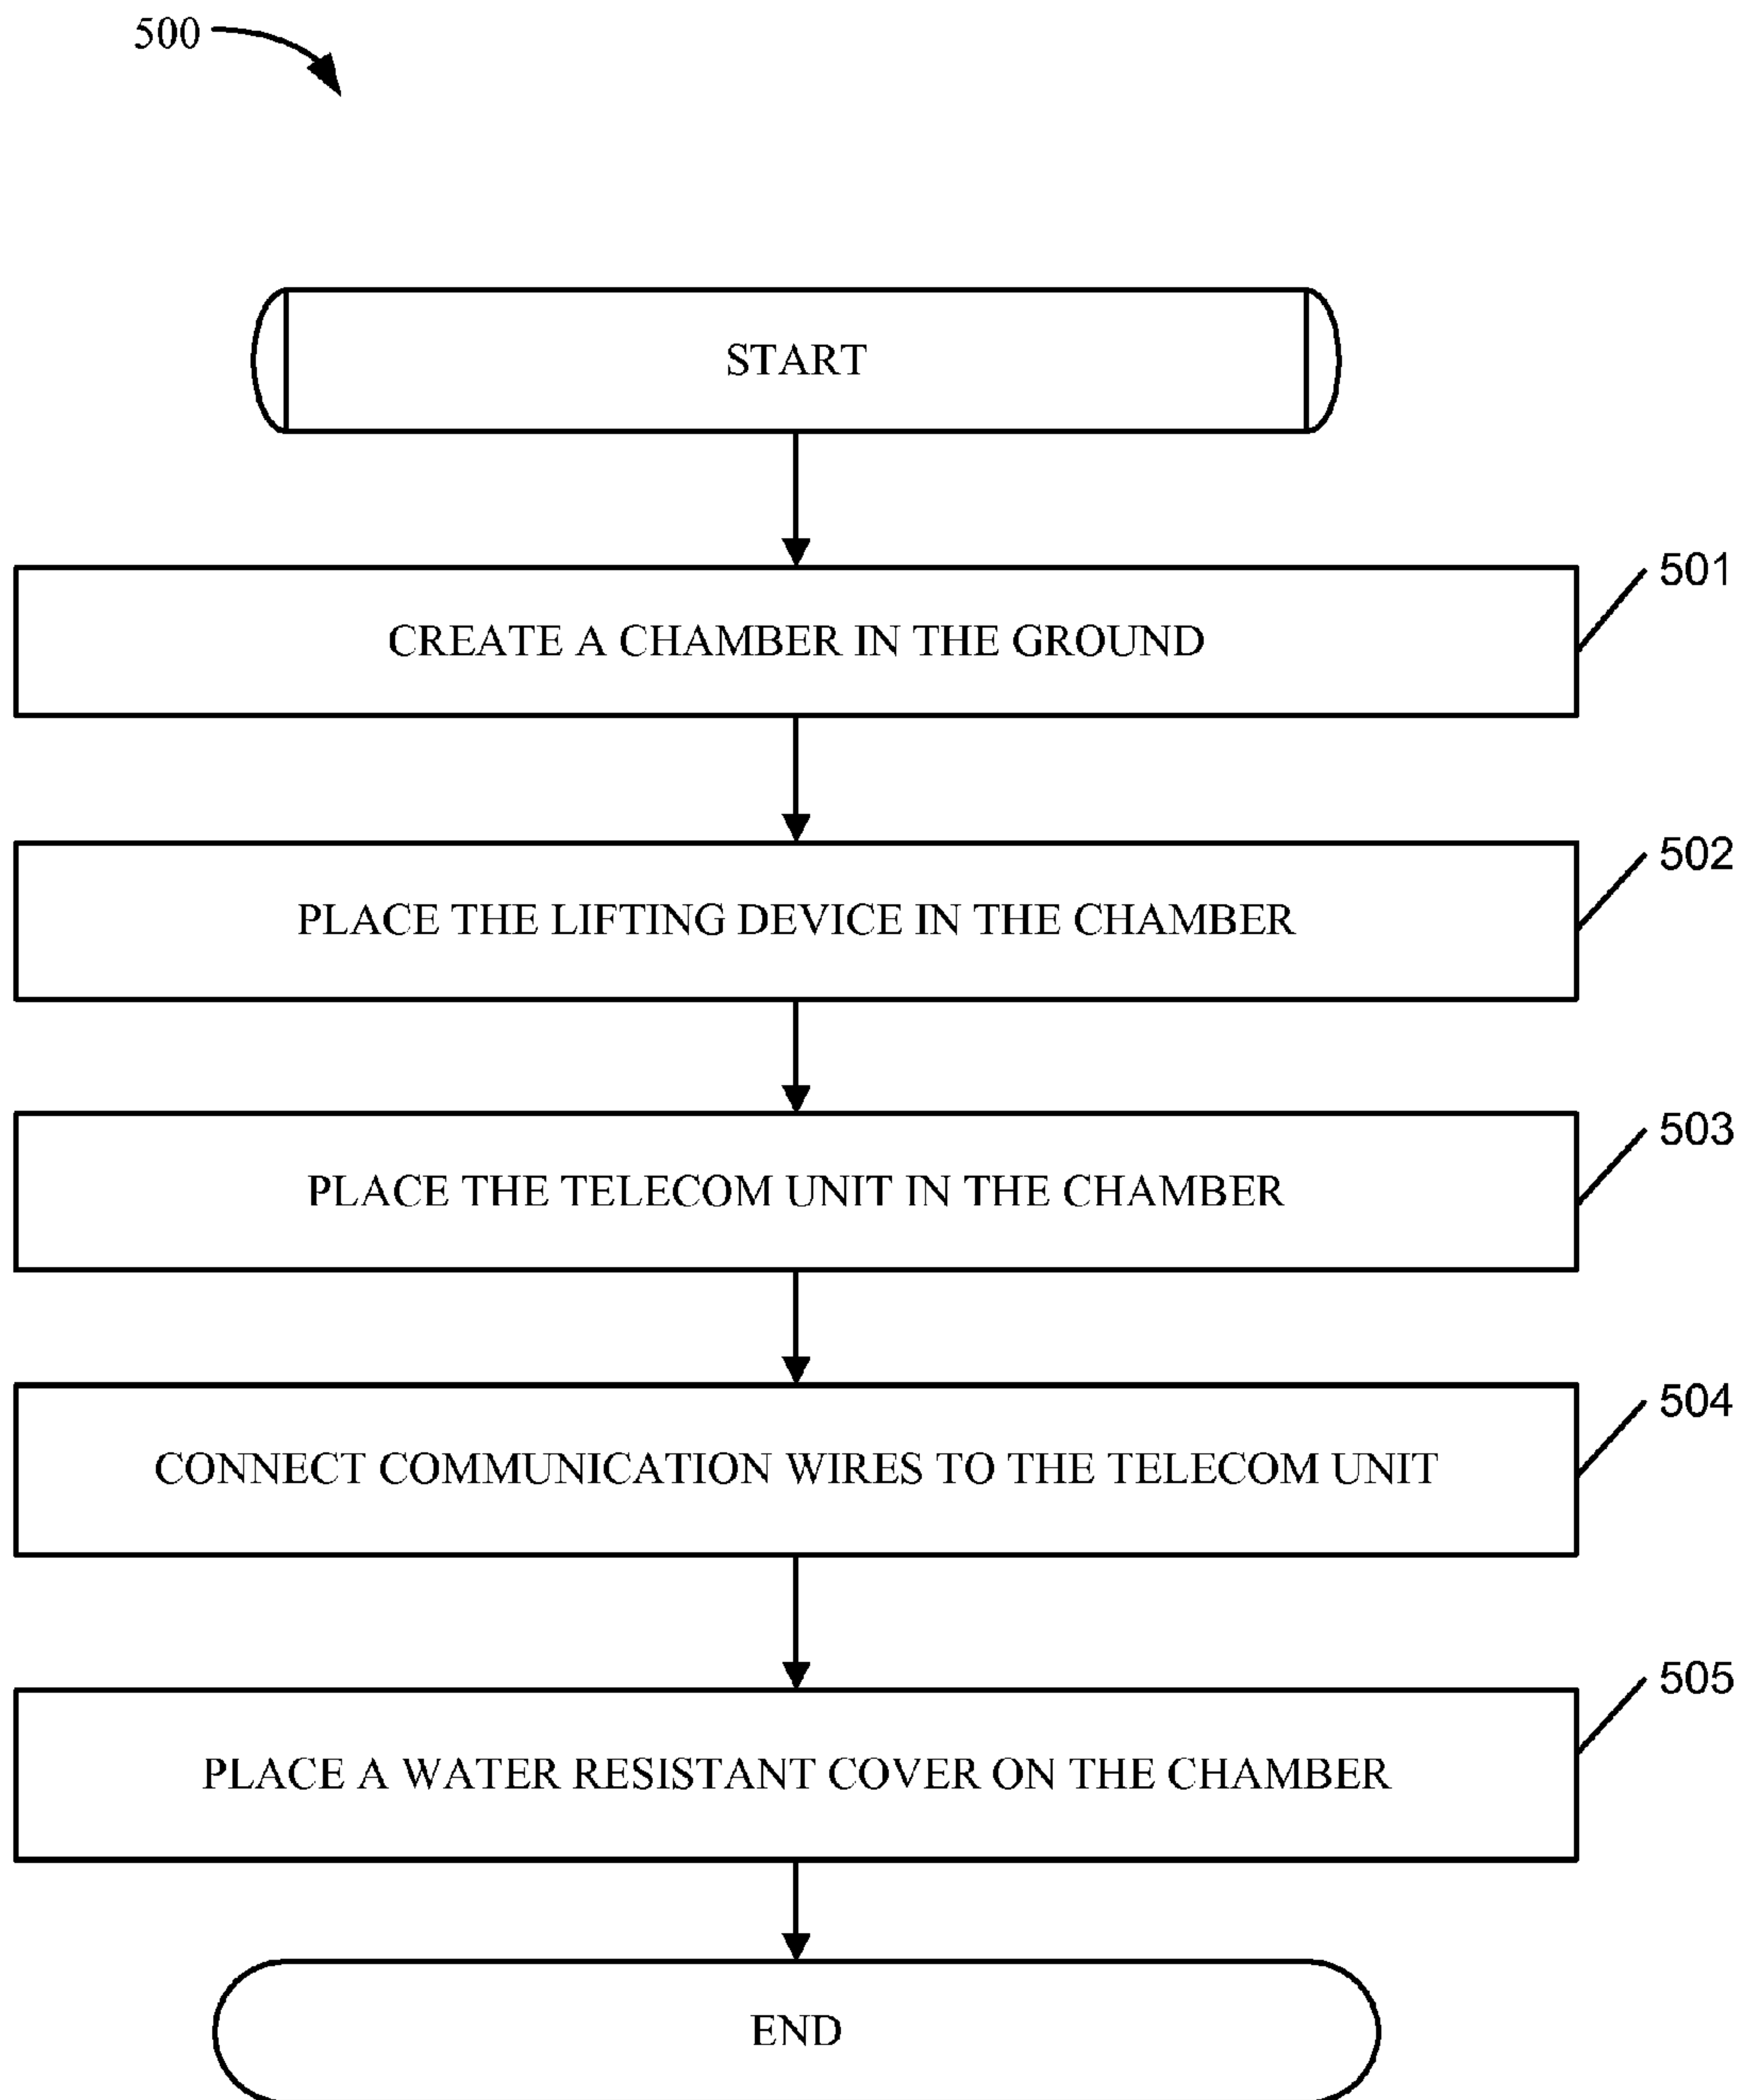 500
START
CREATE A CHAMBER IN THE GROUND
501
PLACE THE LIFTING DEVICE IN THE CHAMBER
502
PLACE THE TELECOM UNIT IN THE CHAMBER
503
CONNECT COMMUNICATION WIRES TO THE TELECOM UNIT
504
PLACE A WATER RESISTANT COVER ON THE CHAMBER
505
END